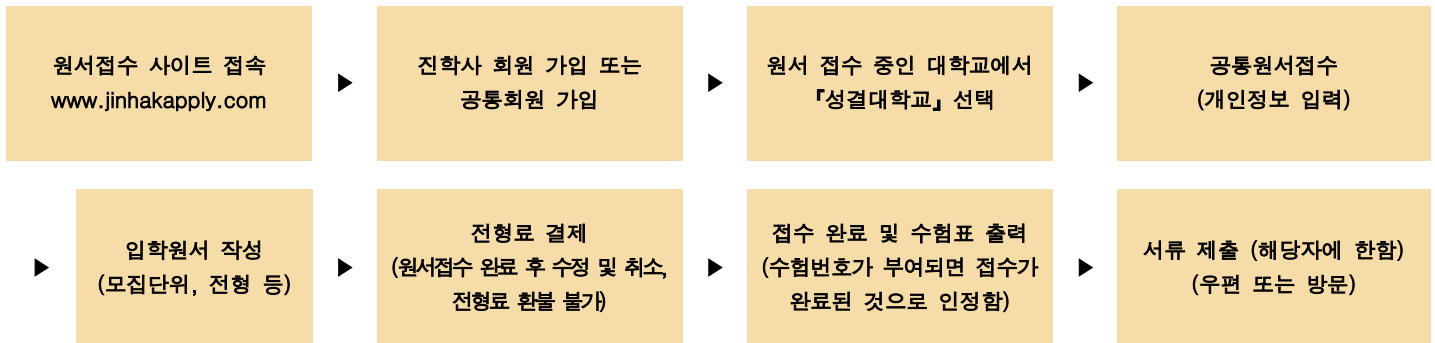 원서접수 사이트 접속
www.jinhakapply.com
▶
진학사 회원 가입 또는
공통회원 가입
▶
원서 접수 중인 대학교에서
『성결대학교』 선택
▶
공통원서접수
(개인정보 입력)
▶
입학원서 작성
(모집단위, 전형 등)
▶
전형료 결제
(원서접수 완료 후 수정 및 취소,
전형료 환불 불가)
▶
접수 완료 및 수험표 출력
(수험번호가 부여되면 접수가
완료된 것으로 인정함)
▶
서류 제출 (해당자에 한함)
(우편 또는 방문)